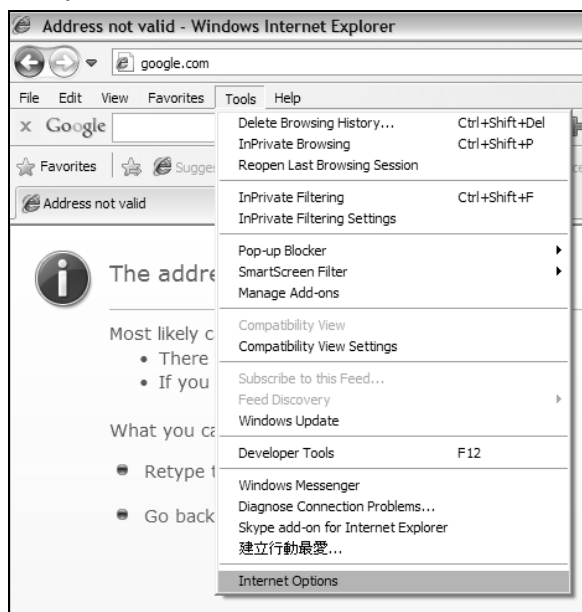 Address not valid - Windows Internet Explorer
google.com
File Edit View Favorites Tools Help
x Google
Delete Browsing History... Ctrl+Shift+Del
InPrivate Browsing Ctrl+Shift+P
Reopen Last Browsing Session
Favorites
Address not valid
InPrivate Filtering Ctrl+Shift+F
InPrivate Filtering Settings
Pop-up Blocker
SmartScreen Filter
Manage Add-ons
The addre
Compatibility View
Compatibility View Settings
Most likely c
• There
• If you
Subscribe to this Feed...
Feed Discovery
Windows Update
What you ca
Developer Tools F12
Retype t
Windows Messenger
Diagnose Connection Problems...
Go back
Skype add-on for Internet Explorer
建立行動最愛...
Internet Options